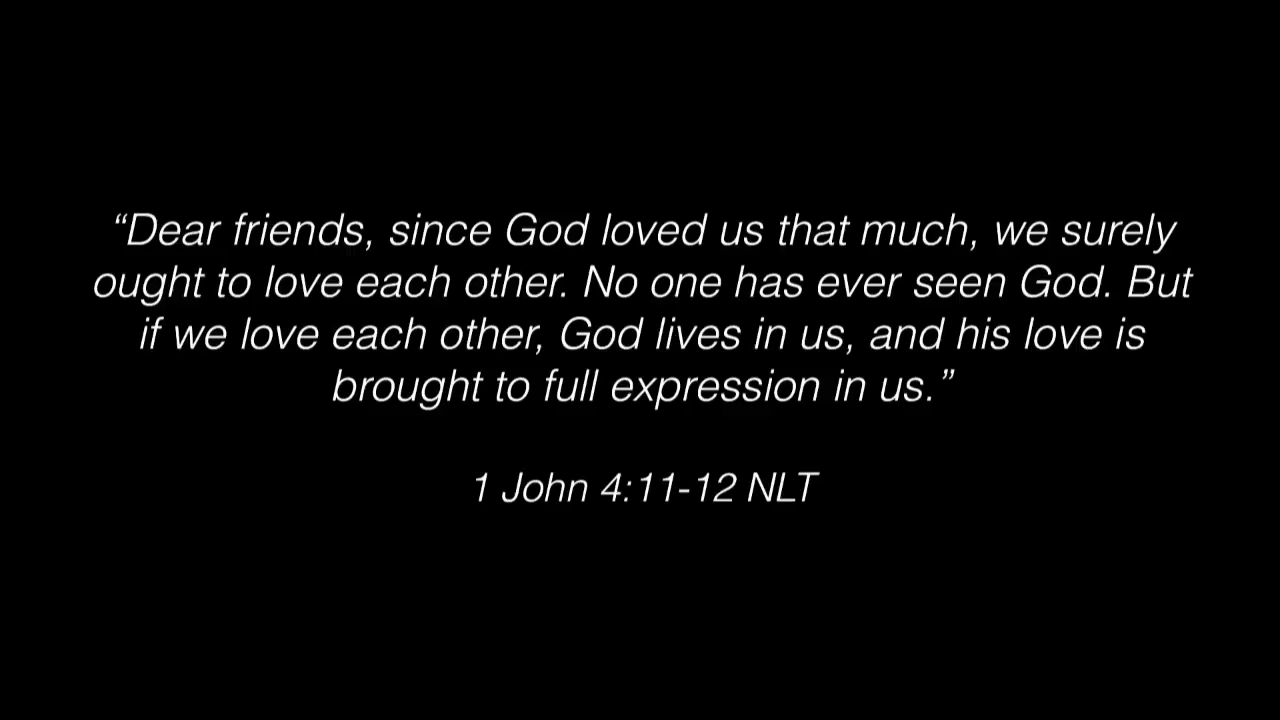 “Dear friends, since God loved us that much, we surely
ought to love each other. No one has ever seen God. But
if we love each other, God lives in us, and his love is
brought to full expression in us.”
1 John 4:11-12 NLT